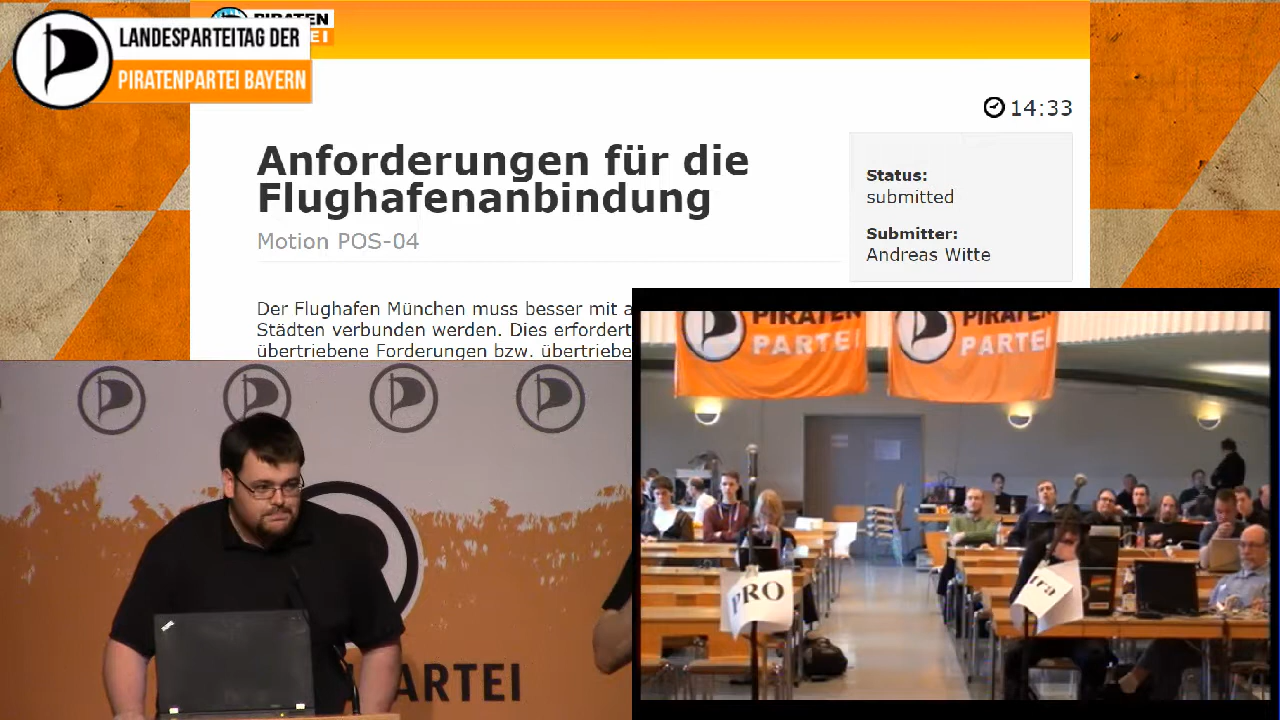 PIRATEN
LANDESPARTEITAG DER
PIRATENPARTEI BAYERN
14:33
Anforderungen für die
Flughafenanbindung
Motion POS-04
Status:
submitted
Submitter:
Andreas Witte
Der Flughafen München muss besser mit
Städten verbunden werden. Dies erfordert
übertriebene Forderungen bzw.
PIRATEN
PARTEI
PIRATEN
PARTEI
PRO
ARTEI